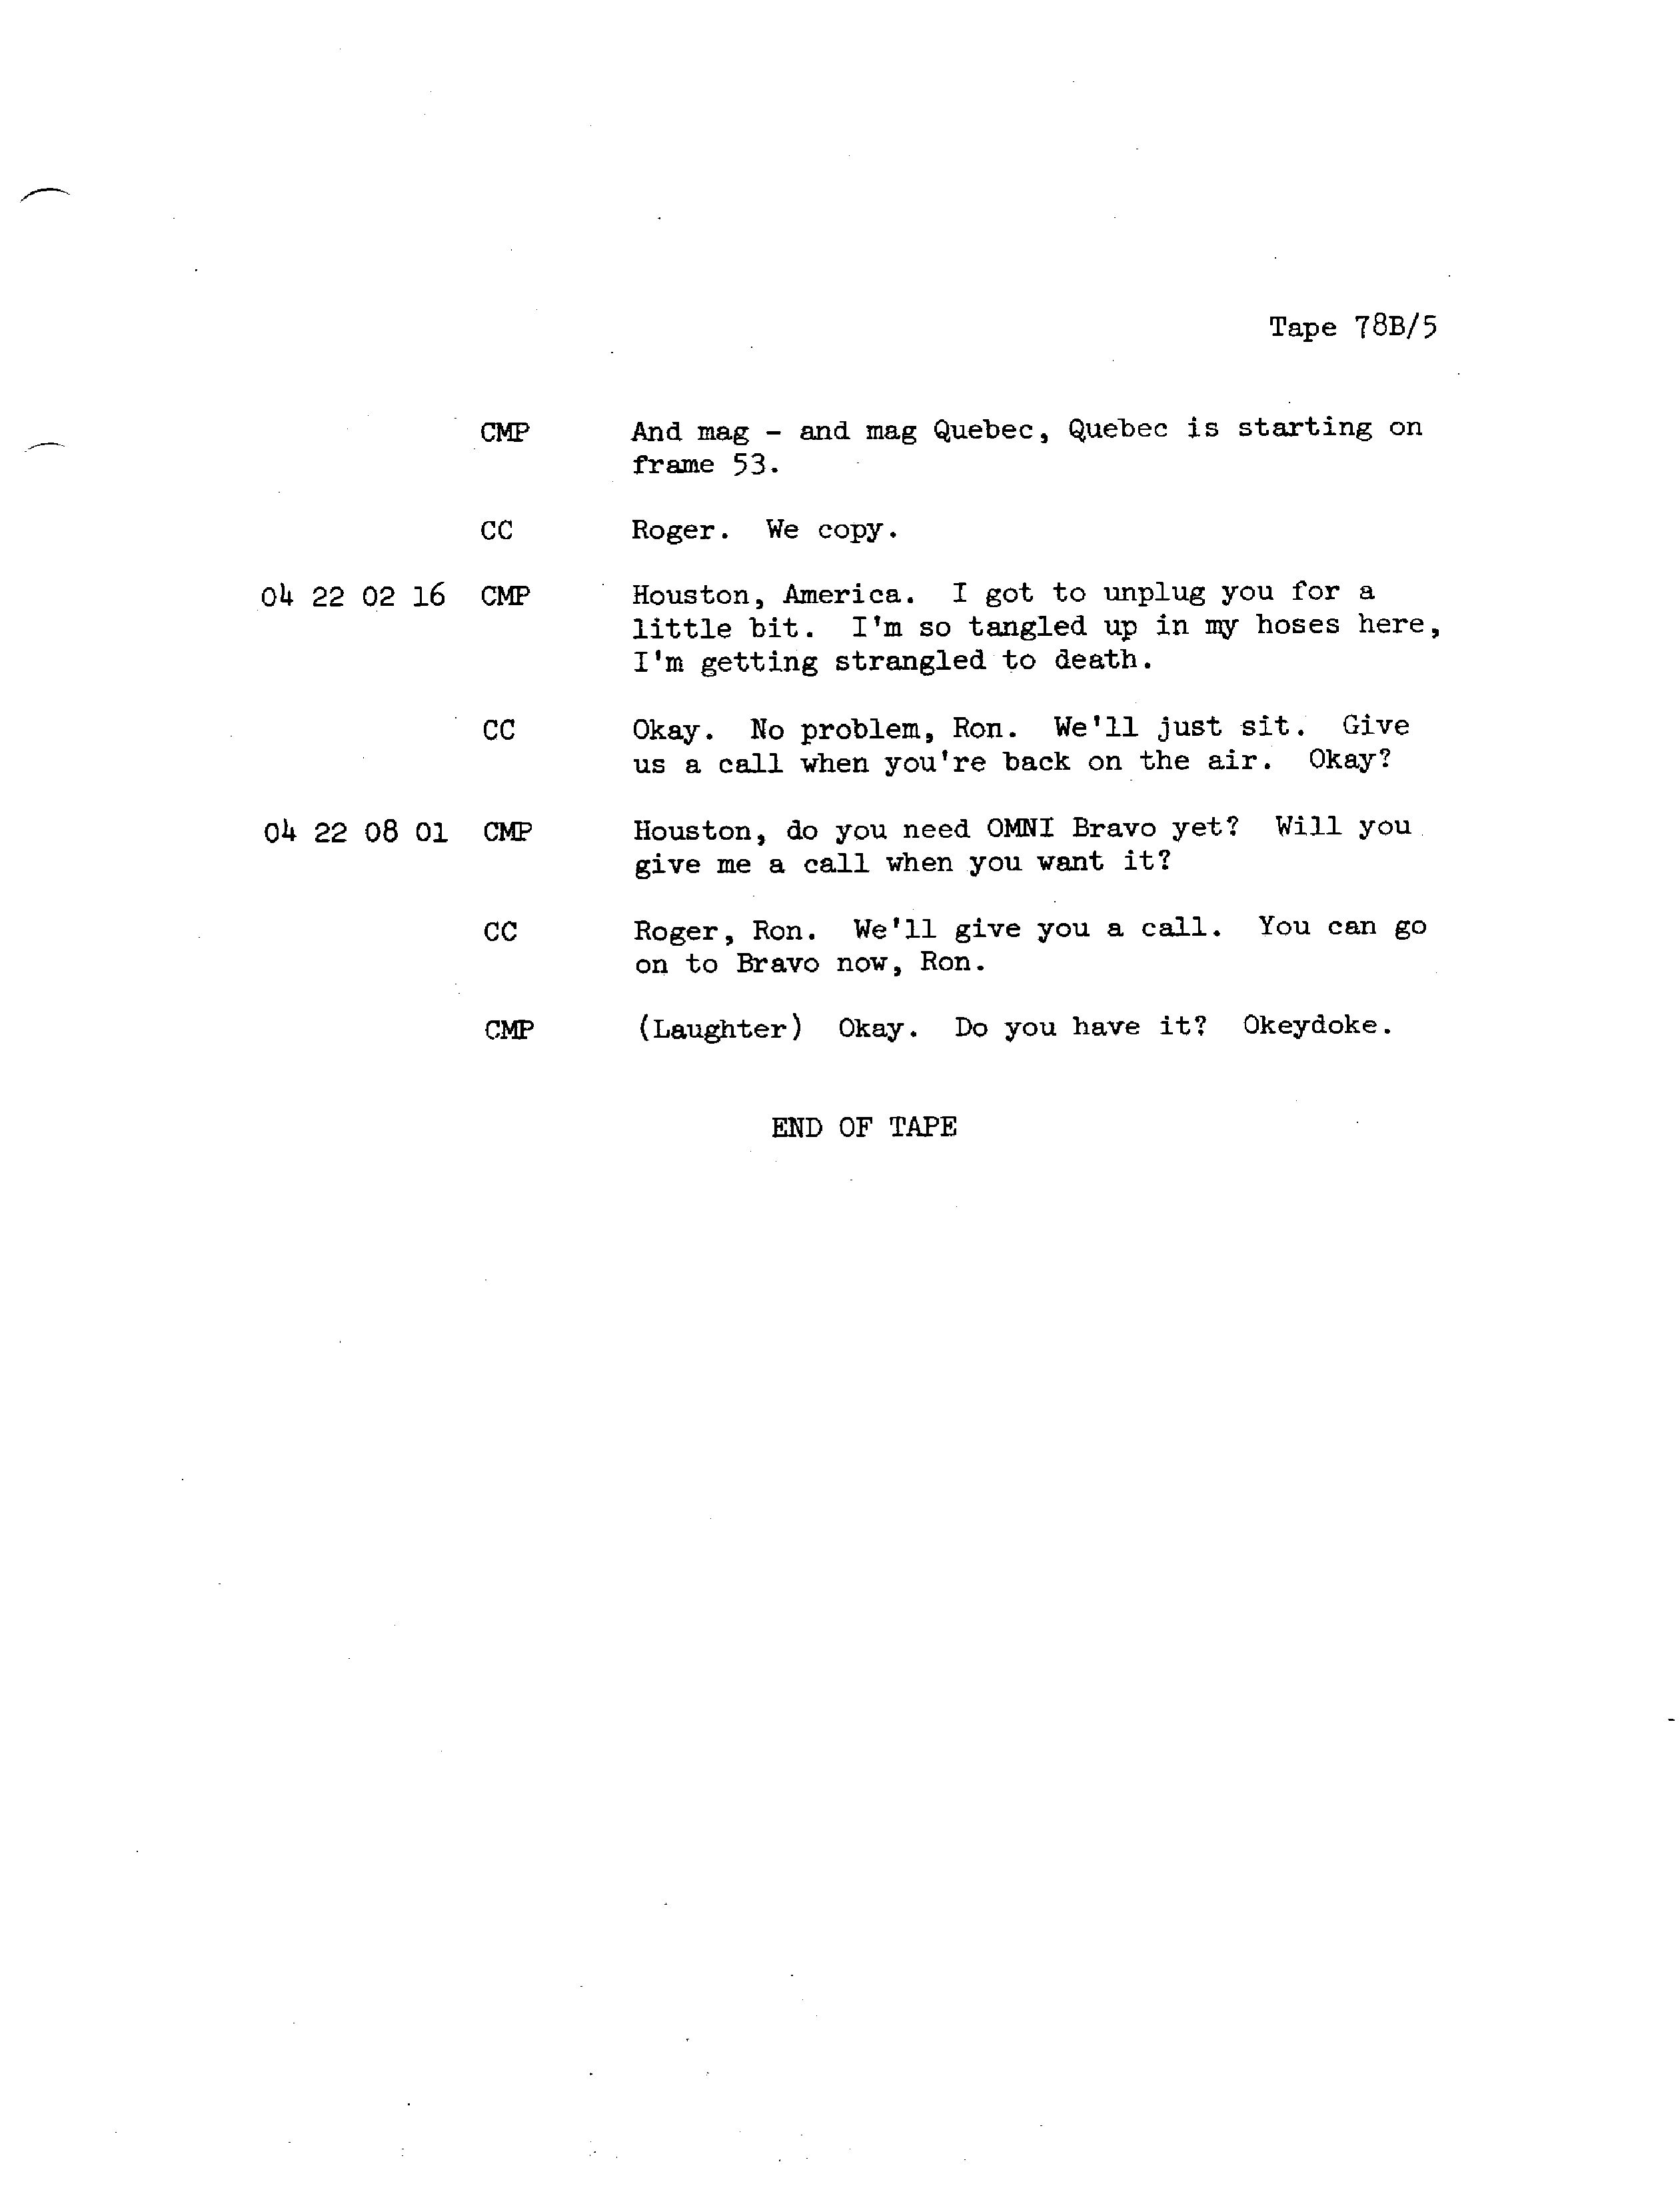 Tape 78B/5
CMP And mag - and mag Quebec, Quebec is starting on
frame 53.
CC Roger. We copy.
04 22 02 16 CMP Houston, America. I got to unplug you for a
little bit. I'm so tangled up in my hoses here,
I'm getting strangled to death.
CC Okay. No problem, Ron. We'll just sit. Give
us a call when you're back on the air. Okay?
04 22 08 01 CMP Houston, do you need OMNI Bravo yet? Will you
give me a call when you want it?
CC Roger, Ron. We'll give you a call. You can go
on to Bravo now, Ron.
CMP (Laughter) Okay. Do you have it? Okeydoke.
END OF TAPE